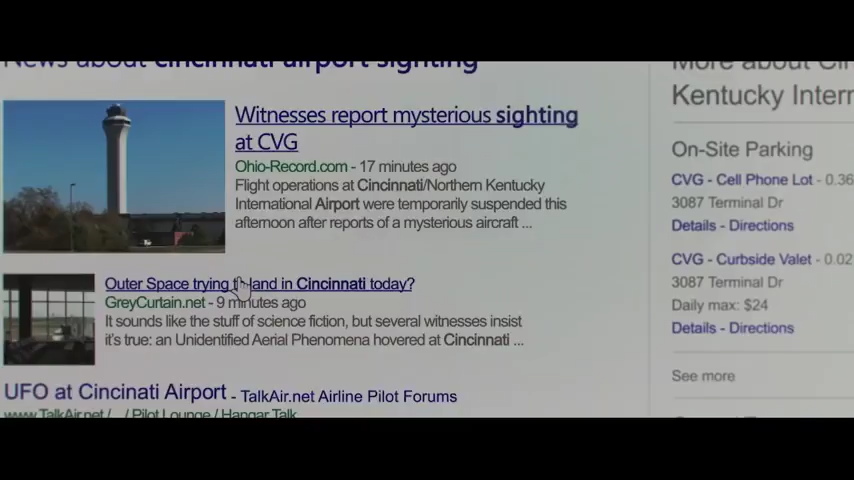 News about cincinnati airport sighting
Witnesses report mysterious sighting
at CVG
Ohio-Record.com - 17 minutes ago
Flight operations at Cincinnati/Northern Kentucky
International Airport were temporarily suspended this
afternoon after reports of a mysterious aircraft ...
Outer Space trying to land in Cincinnati today?
GreyCurtain.net - 9 minutes ago
It sounds like the stuff of science fiction, but several witnesses insist
it's true: an Unidentified Aerial Phenomena hovered at Cincinnati ...
UFO at Cincinati Airport - TalkAir.net Airline Pilot Forums
www.TalkAir.net/.../ Pilot Lounge / Hangar Talk
More about Cin
Kentucky Intern
On-Site Parking
CVG - Cell Phone Lot - 0.36
3087 Terminal Dr
Details - Directions
CVG - Curbside Valet - 0.02
3087 Terminal Dr
Daily max: $24
Details - Directions
See more